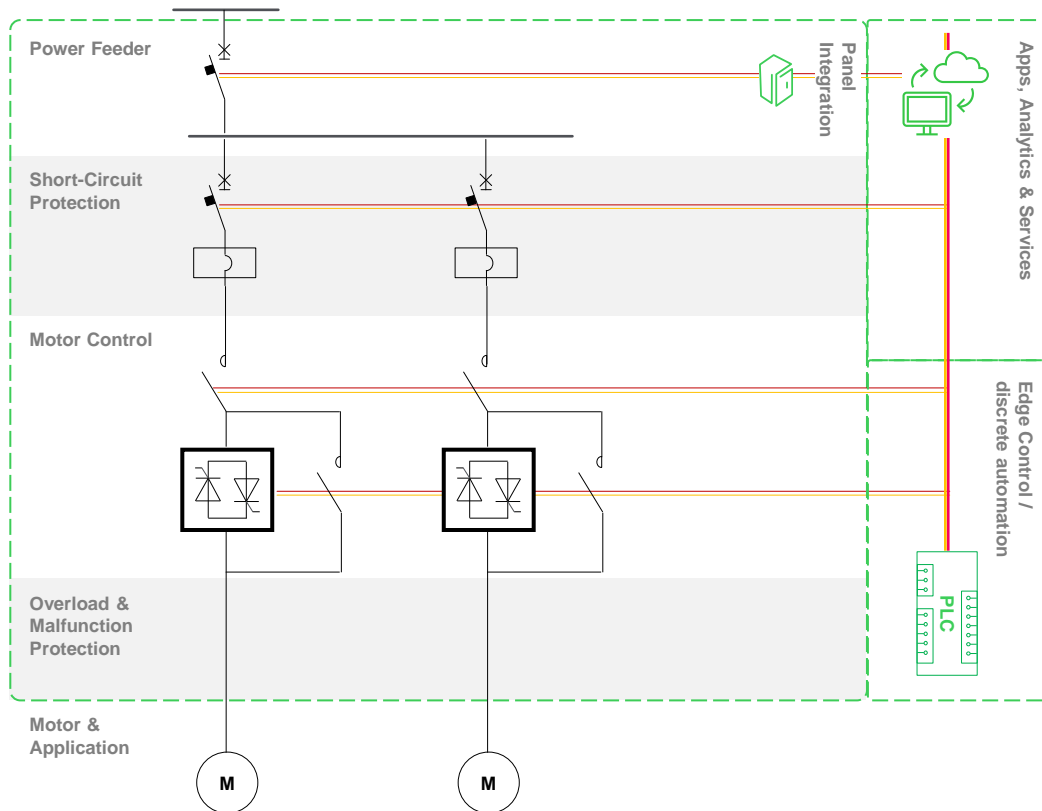 Power Feeder
Panel
Integration
Apps, Analytics & Services
Short-Circuit
Protection
Motor Control
Edge Control /
discrete automation
PLC
Overload &
Malfunction
Protection
Motor &
Application
M
M